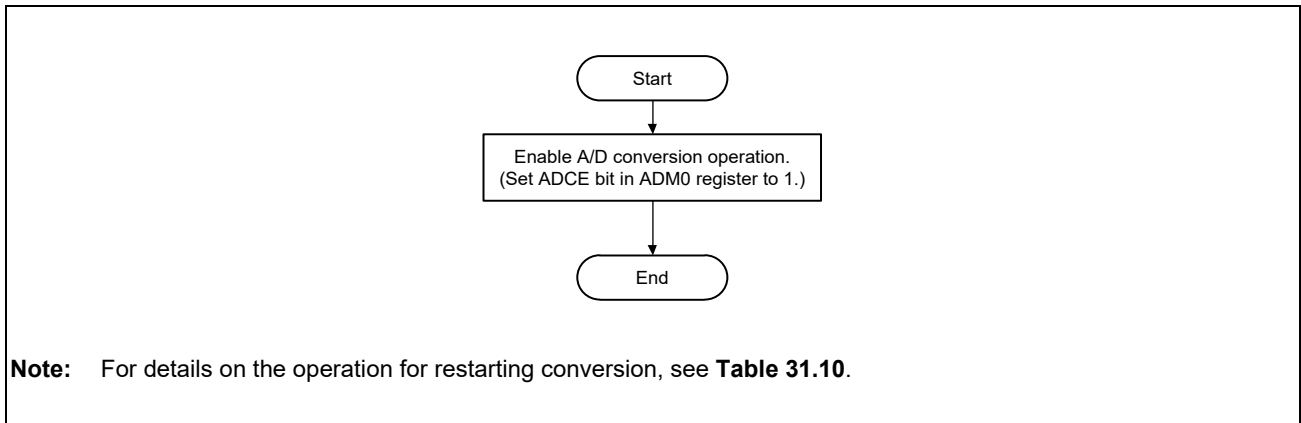 Start
Enable A/D conversion operation.
(Set ADCE bit in ADM0 register to 1.)
End
Note: For details on the operation for restarting conversion, see Table 31.10.